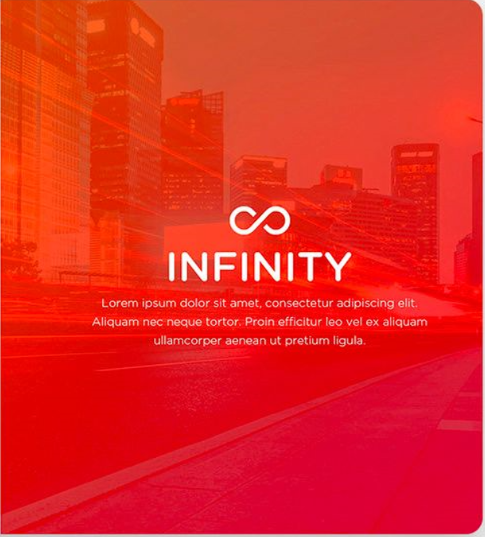 INFINITY
Lorem ipsum dolor sit amet, consectetur adipiscing elit.
Aliquam nec neque tortor. Proin efficitur leo vel ex aliquam
ullamcorper aenean ut pretium ligula.